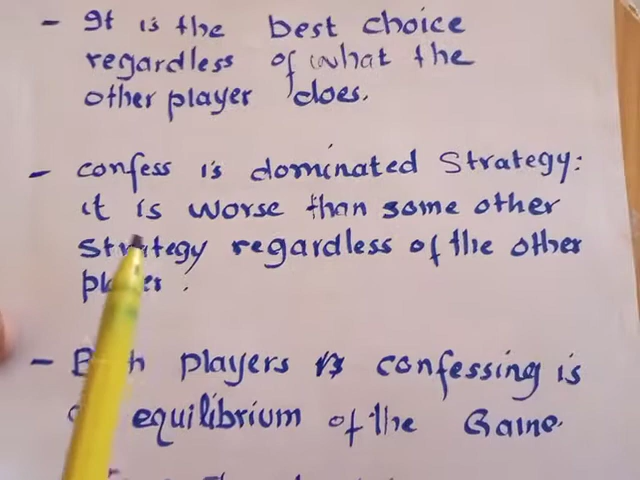 - It is the best choice
regardless of what the
other player does.
- confess is dominated Strategy:
it is worse than some other
Strategy regardless of the other
- players confessing is
equilibrium of the Game.